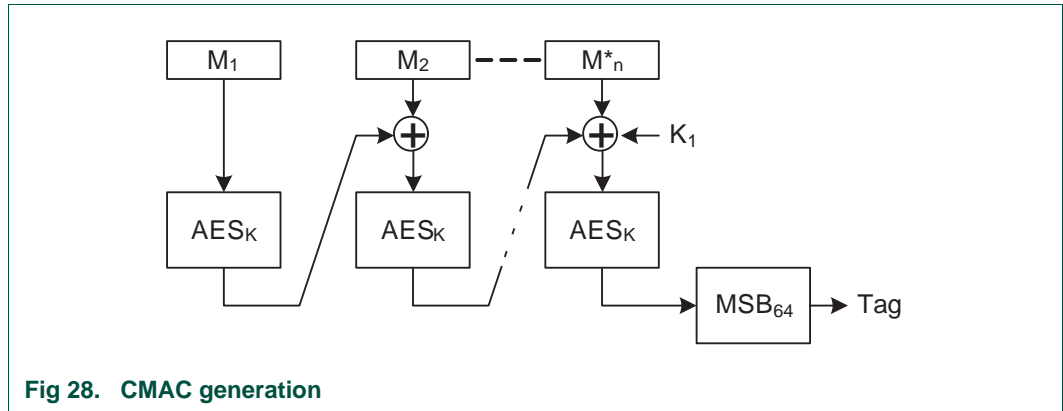 M₁ M₂ M*ₙ
K₁
AESₖ AESₖ AESₖ
MSB₆₄ Tag
Fig 28. CMAC generation